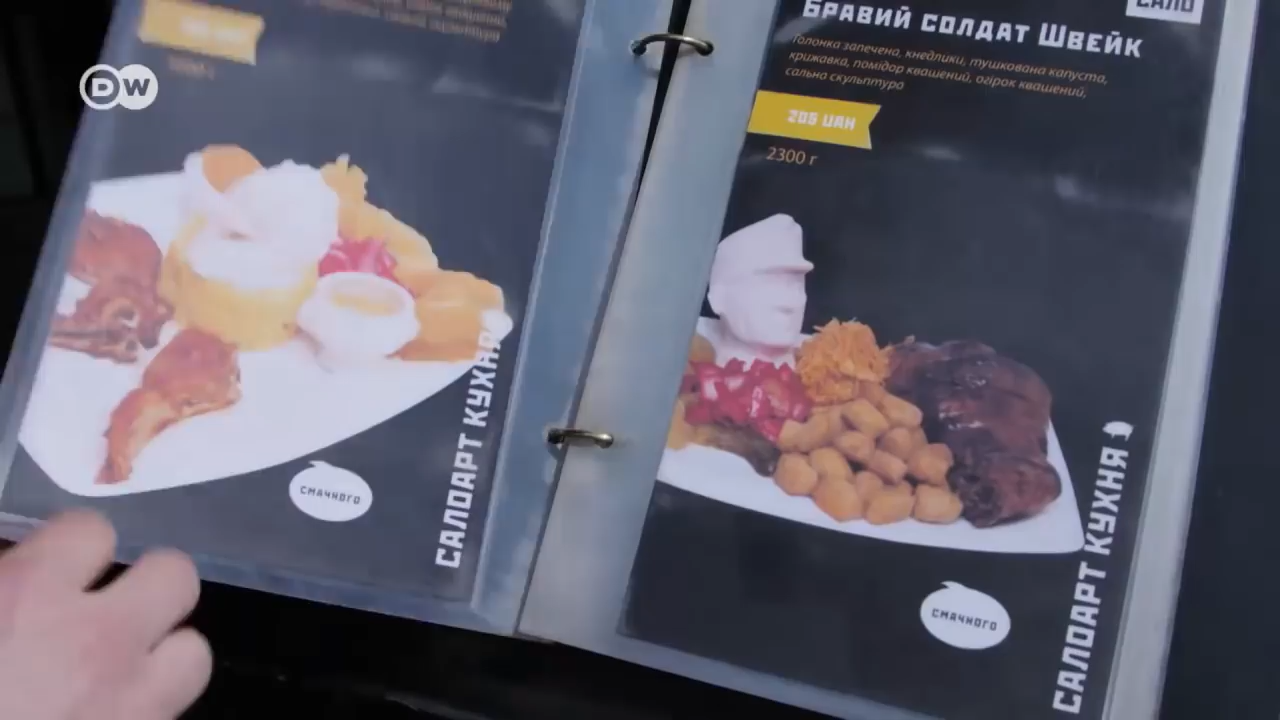 DW
СМАЧНОГО
САЛОАРТ КУХНЯ
САЛО
БРАВИЙ СОЛДАТ ШВЕЙК
Голонка запечена, кнедлики, тушкована капуста,
крижавка, помідор квашений, огірок квашений,
сальна скульптура
205 UAH
2300 г
СМАЧНОГО
САЛОАРТ КУХНЯ